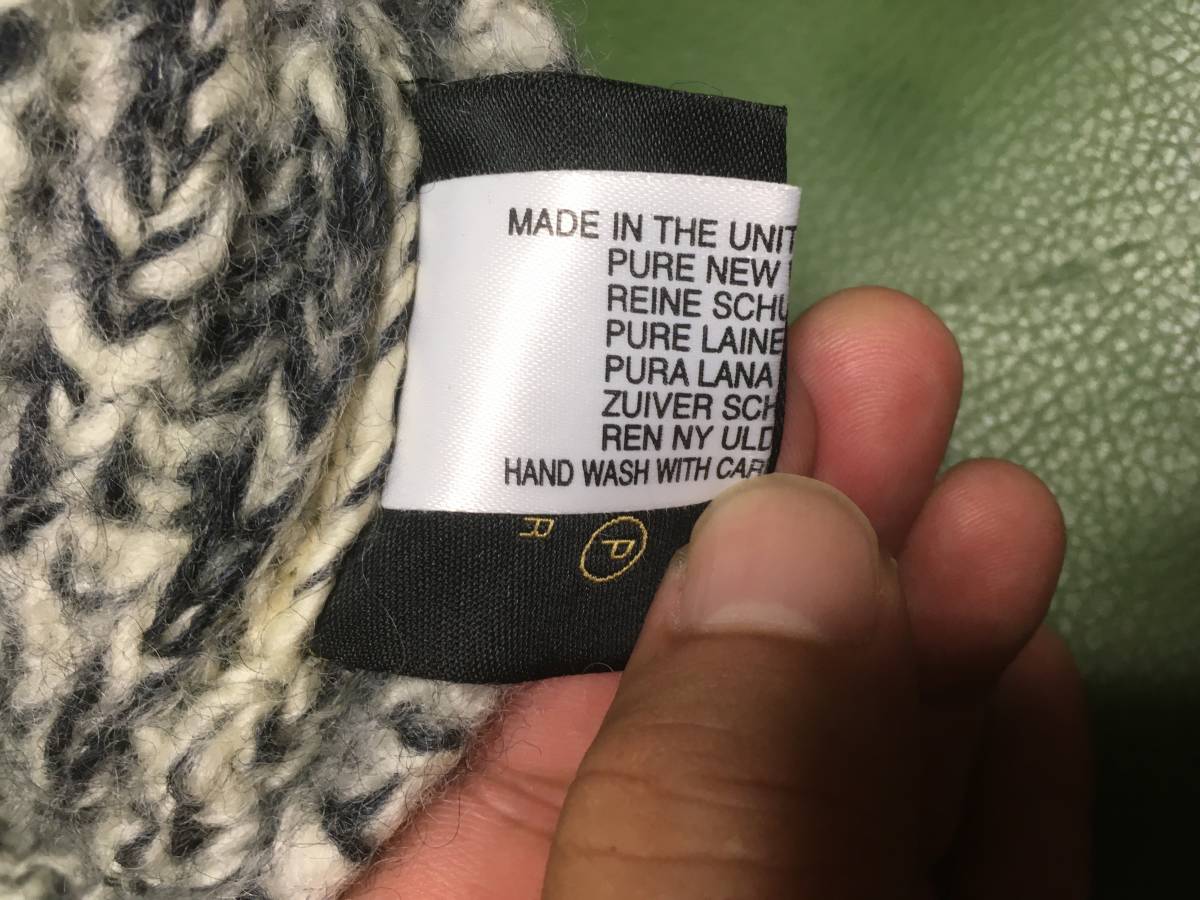 MADE IN THE UNIT
PURE NEW
REINE SCHU
PURE LAINE
PURA LANA
ZUIVER SCH
REN NY ULD
HAND WASH WITH CAR
R P